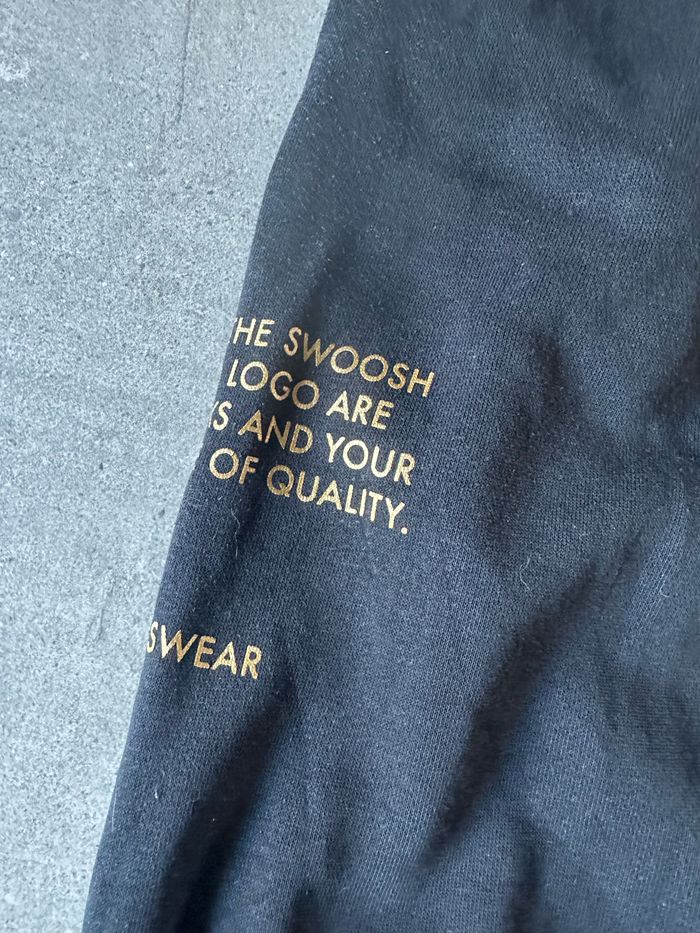 HE SWOOSH
LOGO ARE
S AND YOUR
OF QUALITY.
SWEAR